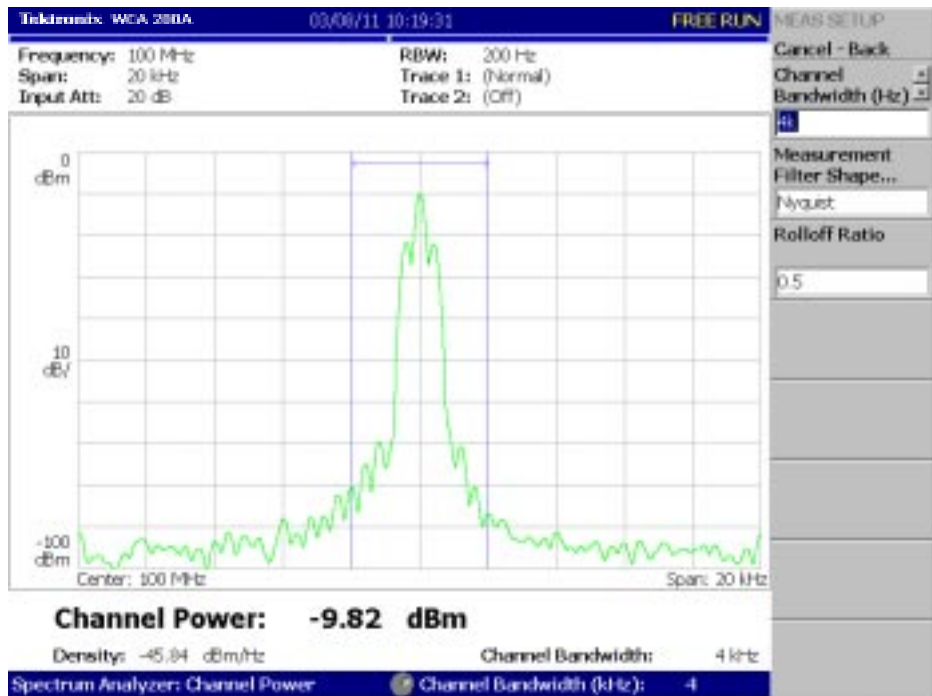 Tektronix WCA 200A 03/08/11 10:19:31 FREE RUN
Frequency: 100 MHz RBW: 200 Hz
Span: 20 kHz Trace 1: (Normal)
Input Att: 20 dB Trace 2: (Off)
0
dBm
10
dB/
-100
dBm
Center: 100 MHz Span: 20 kHz
Channel Power: -9.82 dBm
Density: -45.84 dBm/Hz Channel Bandwidth: 4 kHz
Spectrum Analyzer: Channel Power Channel Bandwidth (kHz): 4
MEAS SETUP
Cancel - Back
Channel
Bandwidth (Hz)
4k
Measurement
Filter Shape...
Nyquist
Rolloff Ratio
0.5